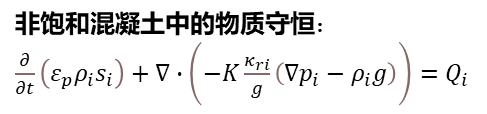 非饱和混凝土中的物质守恒：
∂/∂t (ε_p ρ_i s_i) + ∇ · (−K κ_ri/g (∇p_i − ρ_i g)) = Q_i